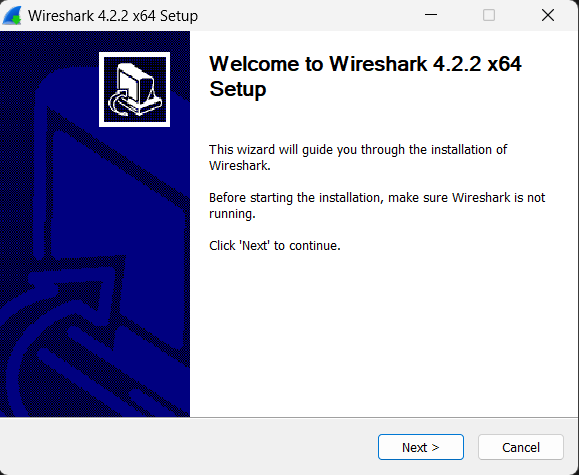 Wireshark 4.2.2 x64 Setup
Welcome to Wireshark 4.2.2 x64
Setup
This wizard will guide you through the installation of
Wireshark.
Before starting the installation, make sure Wireshark is not
running.
Click 'Next' to continue.
Next >
Cancel